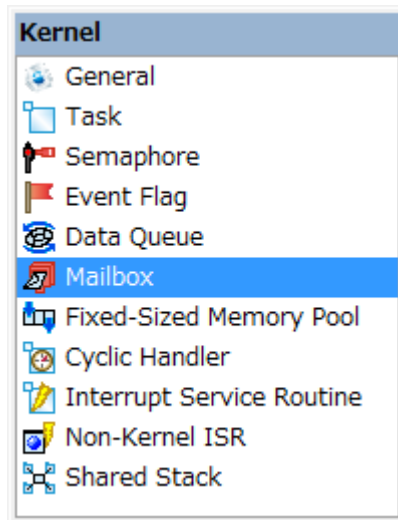 Kernel
General
Task
Semaphore
Event Flag
Data Queue
Mailbox
Fixed-Sized Memory Pool
Cyclic Handler
Interrupt Service Routine
Non-Kernel ISR
Shared Stack